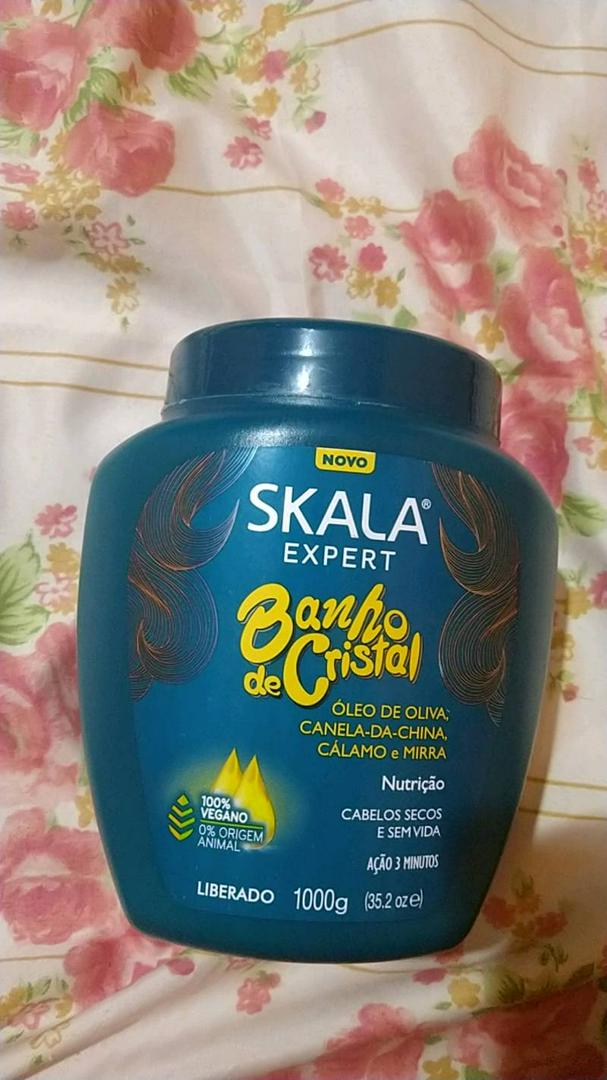 NOVO
SKALA®
EXPERT
Banho
de Cristal
ÓLEO DE OLIVA,
CANELA-DA-CHINA,
CÁLAMO e MIRRA
Nutrição
CABELOS SECOS
E SEM VIDA
AÇÃO 3 MINUTOS
100%
VEGANO
0% ORIGEM
ANIMAL
LIBERADO 1000g (35.2 oz e)